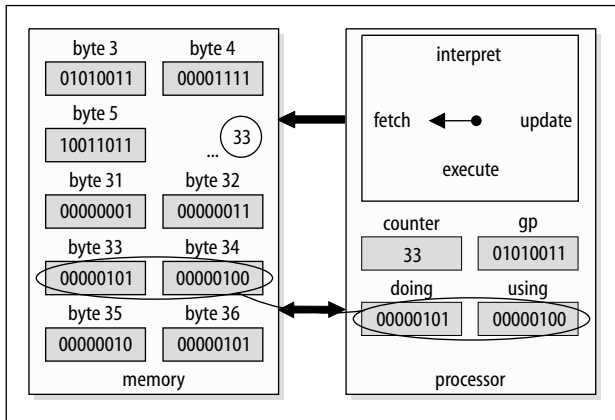 byte 3 byte 4
01010011 00001111
byte 5
10011011 ... 33
byte 31 byte 32
00000001 00000011
byte 33 byte 34
00000101 00000100
byte 35 byte 36
00000010 00000101
memory
interpret
fetch update
execute
counter gp
33 01010011
doing using
00000101 00000100
processor